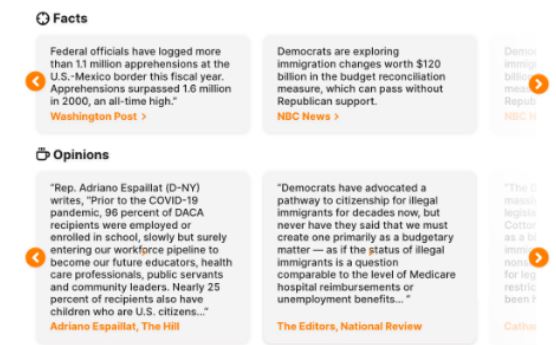 Facts
Federal officials have logged more
than 1.1 million apprehensions at the
U.S.-Mexico border this fiscal year.
Apprehensions surpassed 1.6 million
in 2000, an all-time high.”
Washington Post >
Democrats are exploring
immigration changes worth $120
billion in the budget reconciliation
measure, which can pass without
Republican support.
NBC News >
Democ
immig
billion
Repub
NBC N
Opinions
“Rep. Adriano Espaillat (D-NY)
writes, “Prior to the COVID-19
pandemic, 96 percent of DACA
recipients were employed or
enrolled in school, slowly but surely
entering our workforce pipeline to
become our future educators, health
care professionals, public servants
and community leaders. Nearly 25
percent of recipients also have
children who are U.S. citizens...”
Adriano Espaillat, The Hill
“Democrats have advocated a
pathway to citizenship for illegal
immigrants for decades now, but
never have they said that we must
create one primarily as a budgetary
matter — as if the status of illegal
immigrants is a question
comparable to the level of Medicare
hospital reimbursements or
unemployment benefits... ”
The Editors, National Review
“The D
massiv
legisla
Cotton
as a bi
immig
nons
for leg
restric
been h